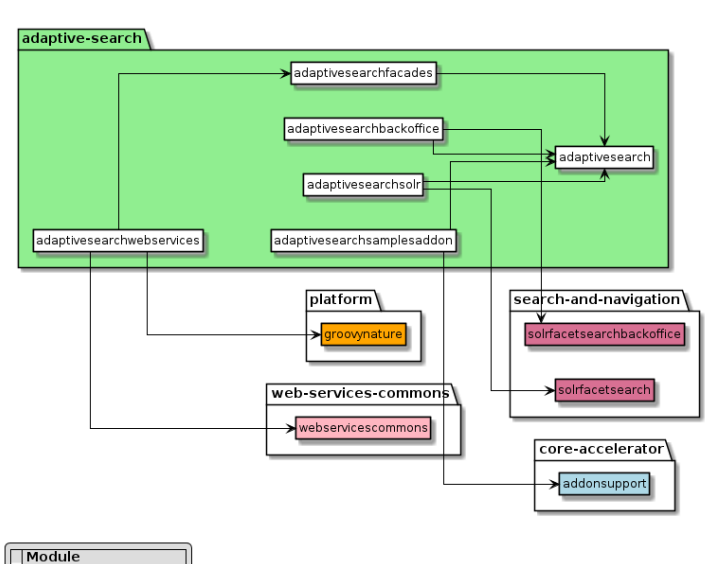 adaptive-search
adaptivesearchfacades
adaptivesearchbackoffice
adaptivesearch
adaptivesearchsolr
adaptivesearchwebservices
adaptivesearchsamplesaddon
platform
search-and-navigation
groovynature
solrfacetsearchbackoffice
web-services-commons
solrfacetsearch
webservicescommons
core-accelerator
addonsupport
Module